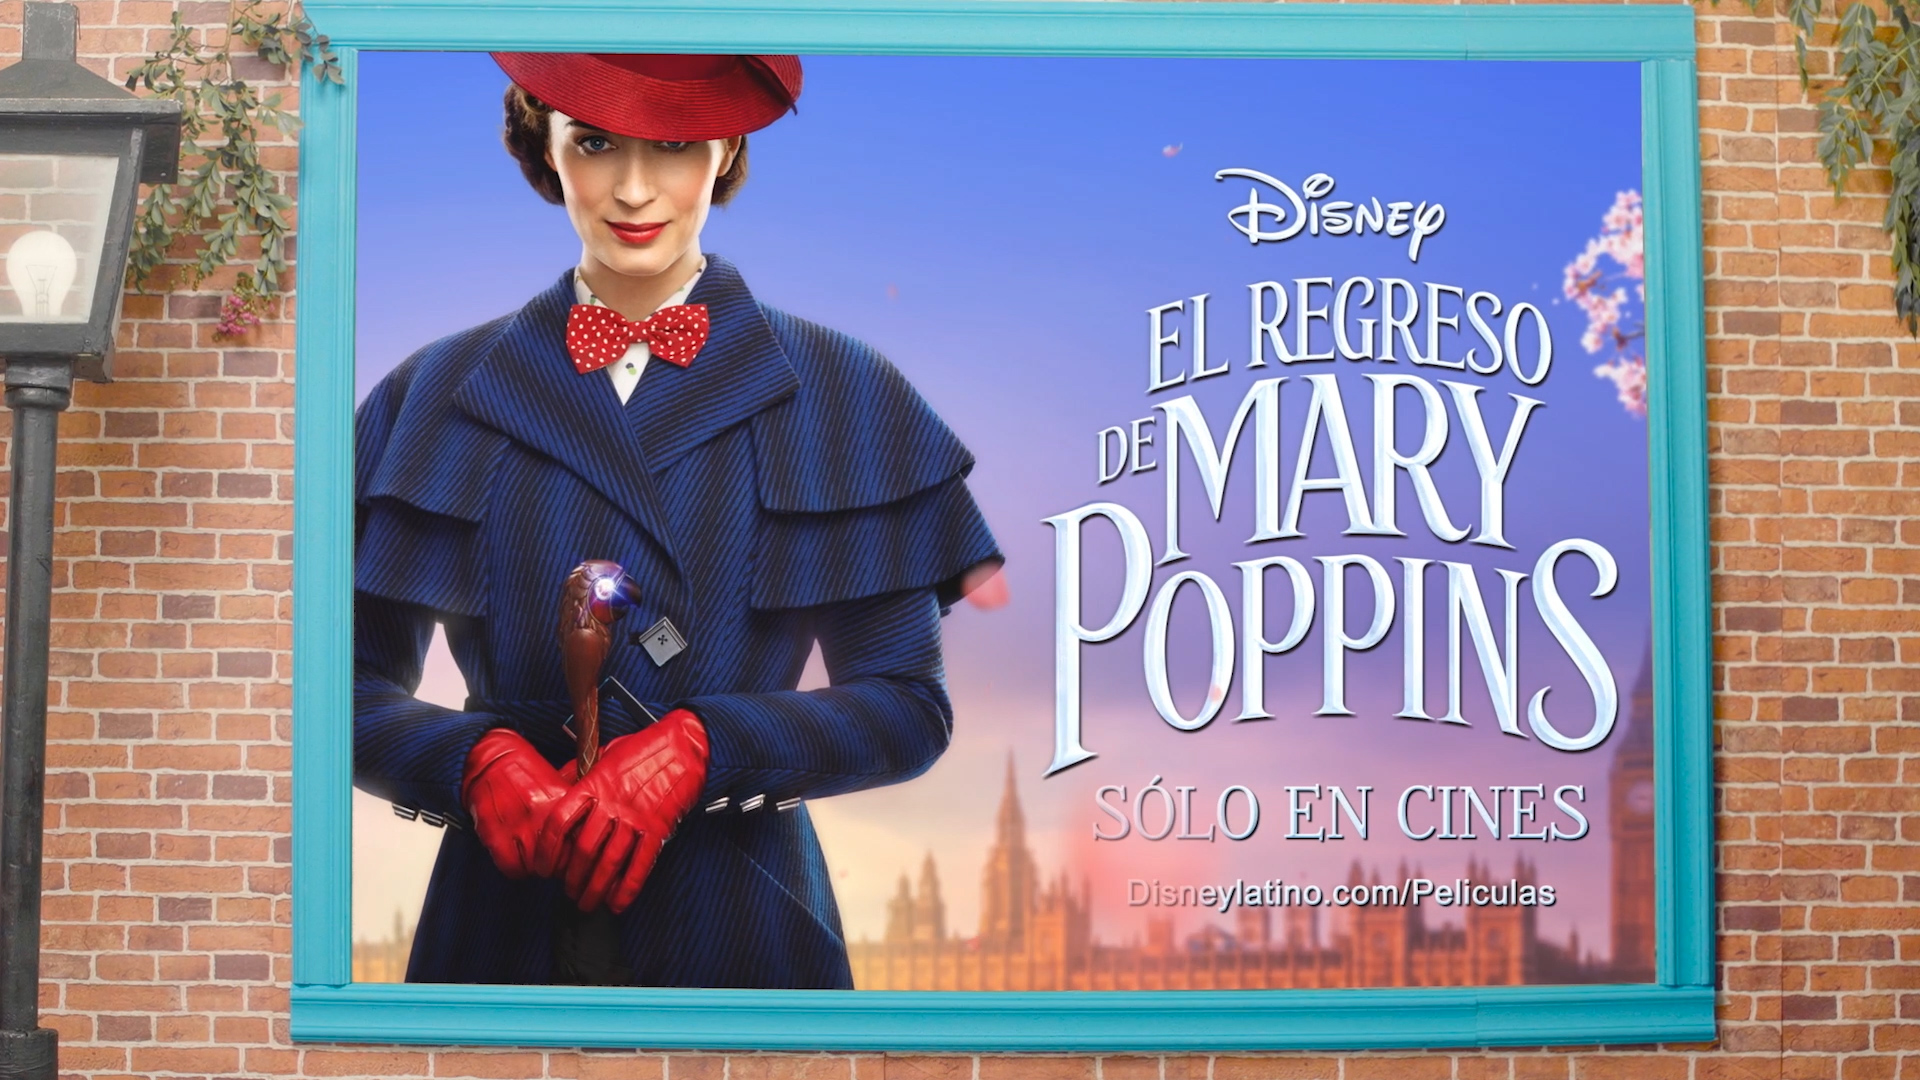 Disney
EL REGRESO
DE MARY
POPPINS
SÓLO EN CINES
Disneylatino.com/Peliculas